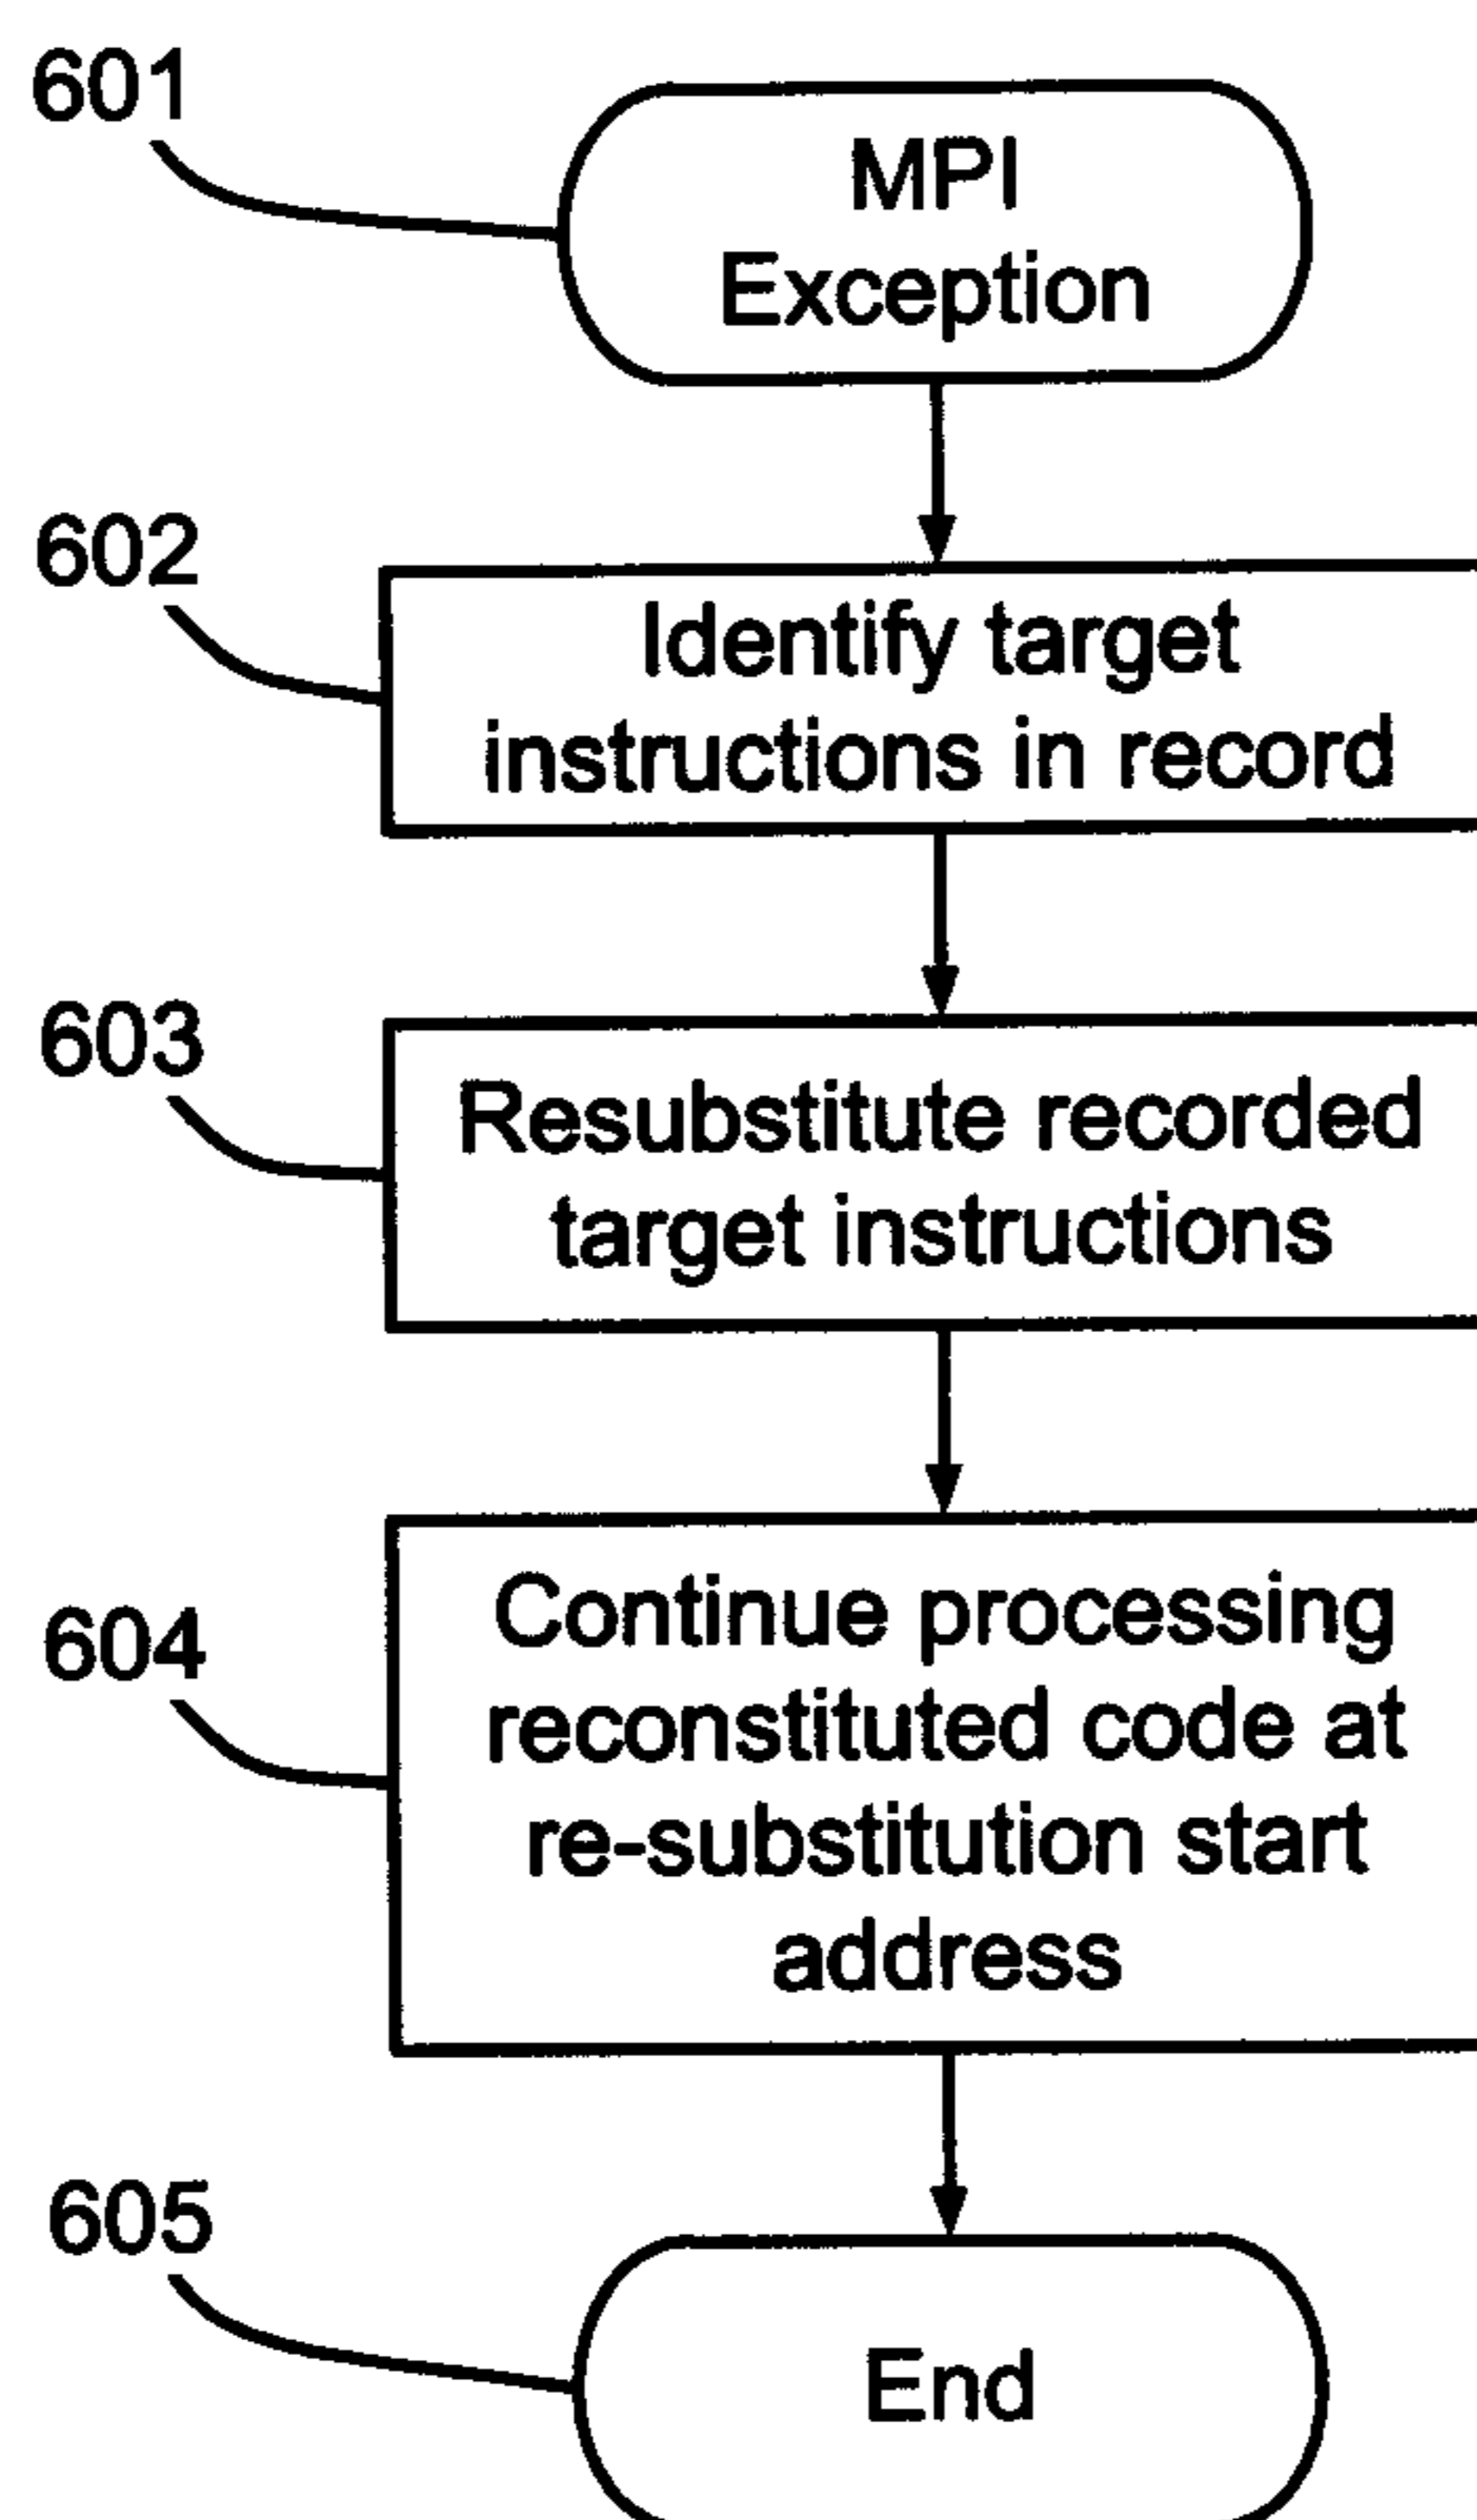 601
MPI
Exception
602
Identify target
instructions in record
603
Resubstitute recorded
target instructions
604
Continue processing
reconstituted code at
re-substitution start
address
605
End